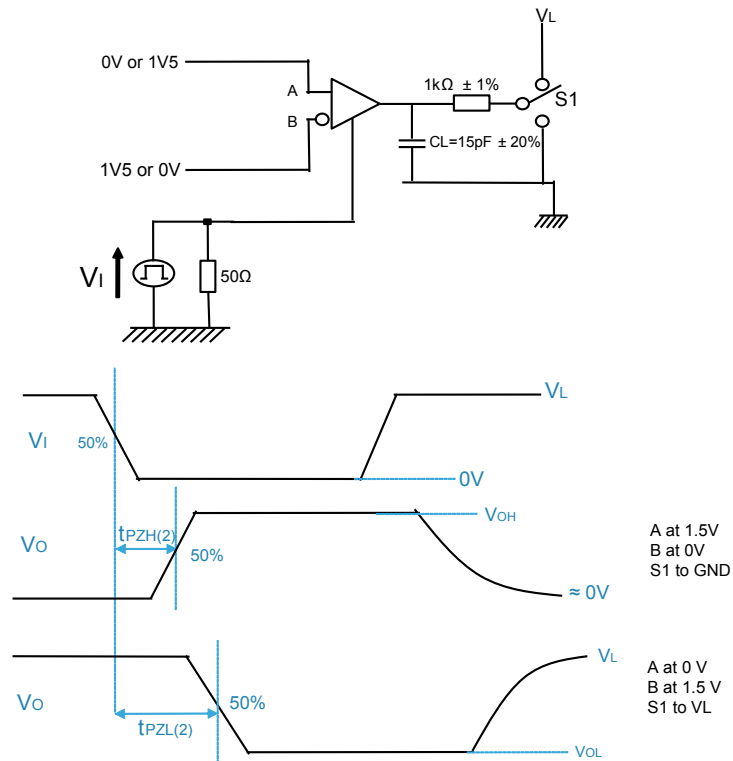 VL
0V or 1V5
1kΩ ± 1%
S1
A
B
CL=15pF ± 20%
1V5 or 0V
VI
50Ω
VL
VI
50%
0V
tPZH(2)
VOH
VO
50%
A at 1.5V
B at 0V
S1 to GND
≈ 0V
VL
VO
50%
A at 0 V
B at 1.5 V
S1 to VL
tPZL(2)
VOL